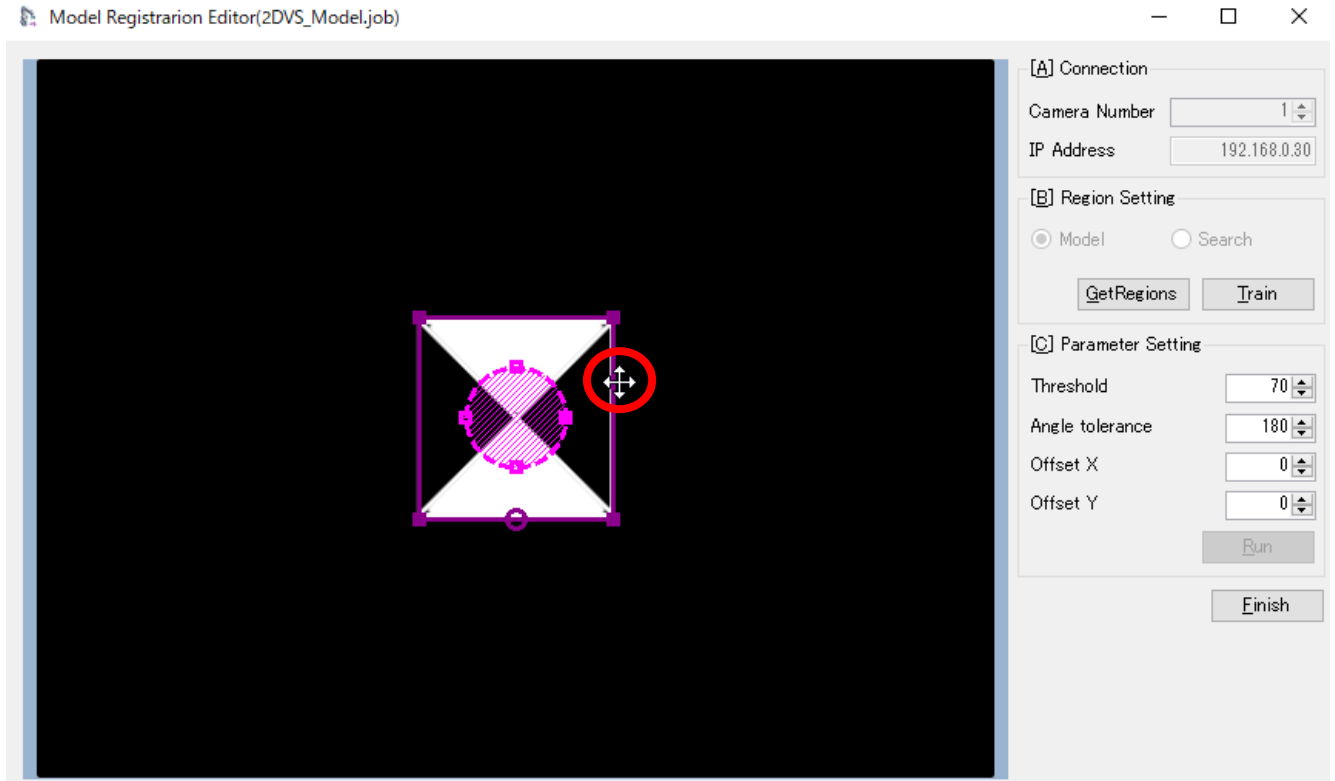 Model Registrarion Editor(2DVS_Model.job)
[A] Connection
Camera Number 1
IP Address 192.168.0.30
[B] Region Setting
Model Search
GetRegions Train
[C] Parameter Setting
Threshold 70
Angle tolerance 180
Offset X 0
Offset Y 0
Run
Finish